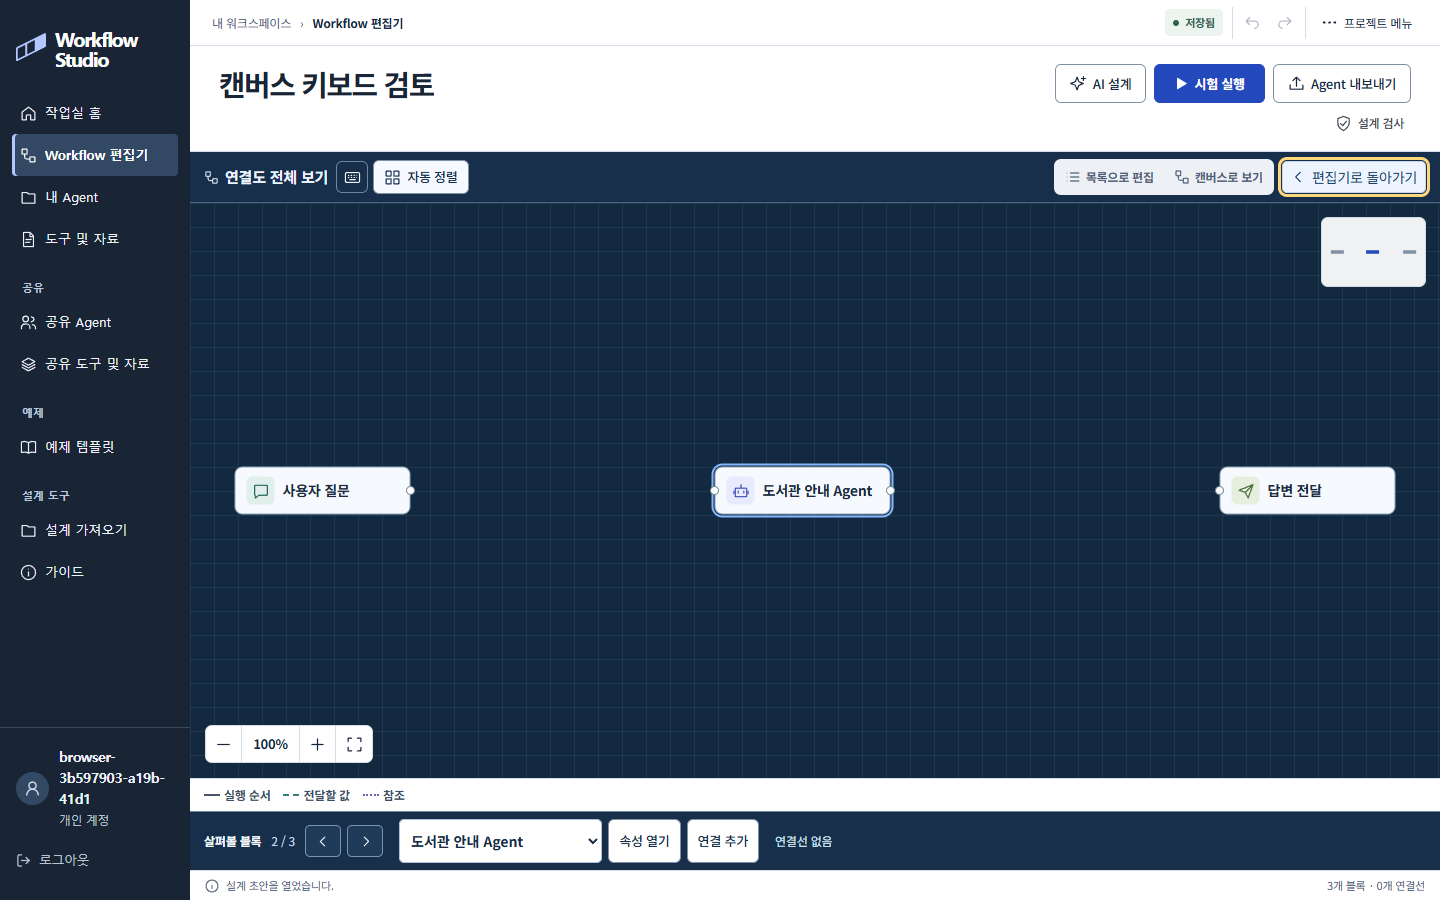 Workflow
Studio
작업실 홈
Workflow 편집기
내 Agent
도구 및 자료
공유
공유 Agent
공유 도구 및 자료
예제
예제 템플릿
설계 도구
설계 가져오기
가이드
browser-
3b597903-a19b-
41d1
개인 계정
로그아웃
내 워크스페이스 › Workflow 편집기
저장됨
프로젝트 메뉴
캔버스 키보드 검토
AI 설계
시험 실행
Agent 내보내기
설계 검사
연결도 전체 보기
자동 정렬
목록으로 편집
캔버스로 보기
편집기로 돌아가기
사용자 질문
도서관 안내 Agent
답변 전달
100%
실행 순서
전달할 값
참조
살펴볼 블록 2 / 3
도서관 안내 Agent
속성 열기
연결 추가
연결선 없음
설계 초안을 열었습니다.
3개 블록 · 0개 연결선